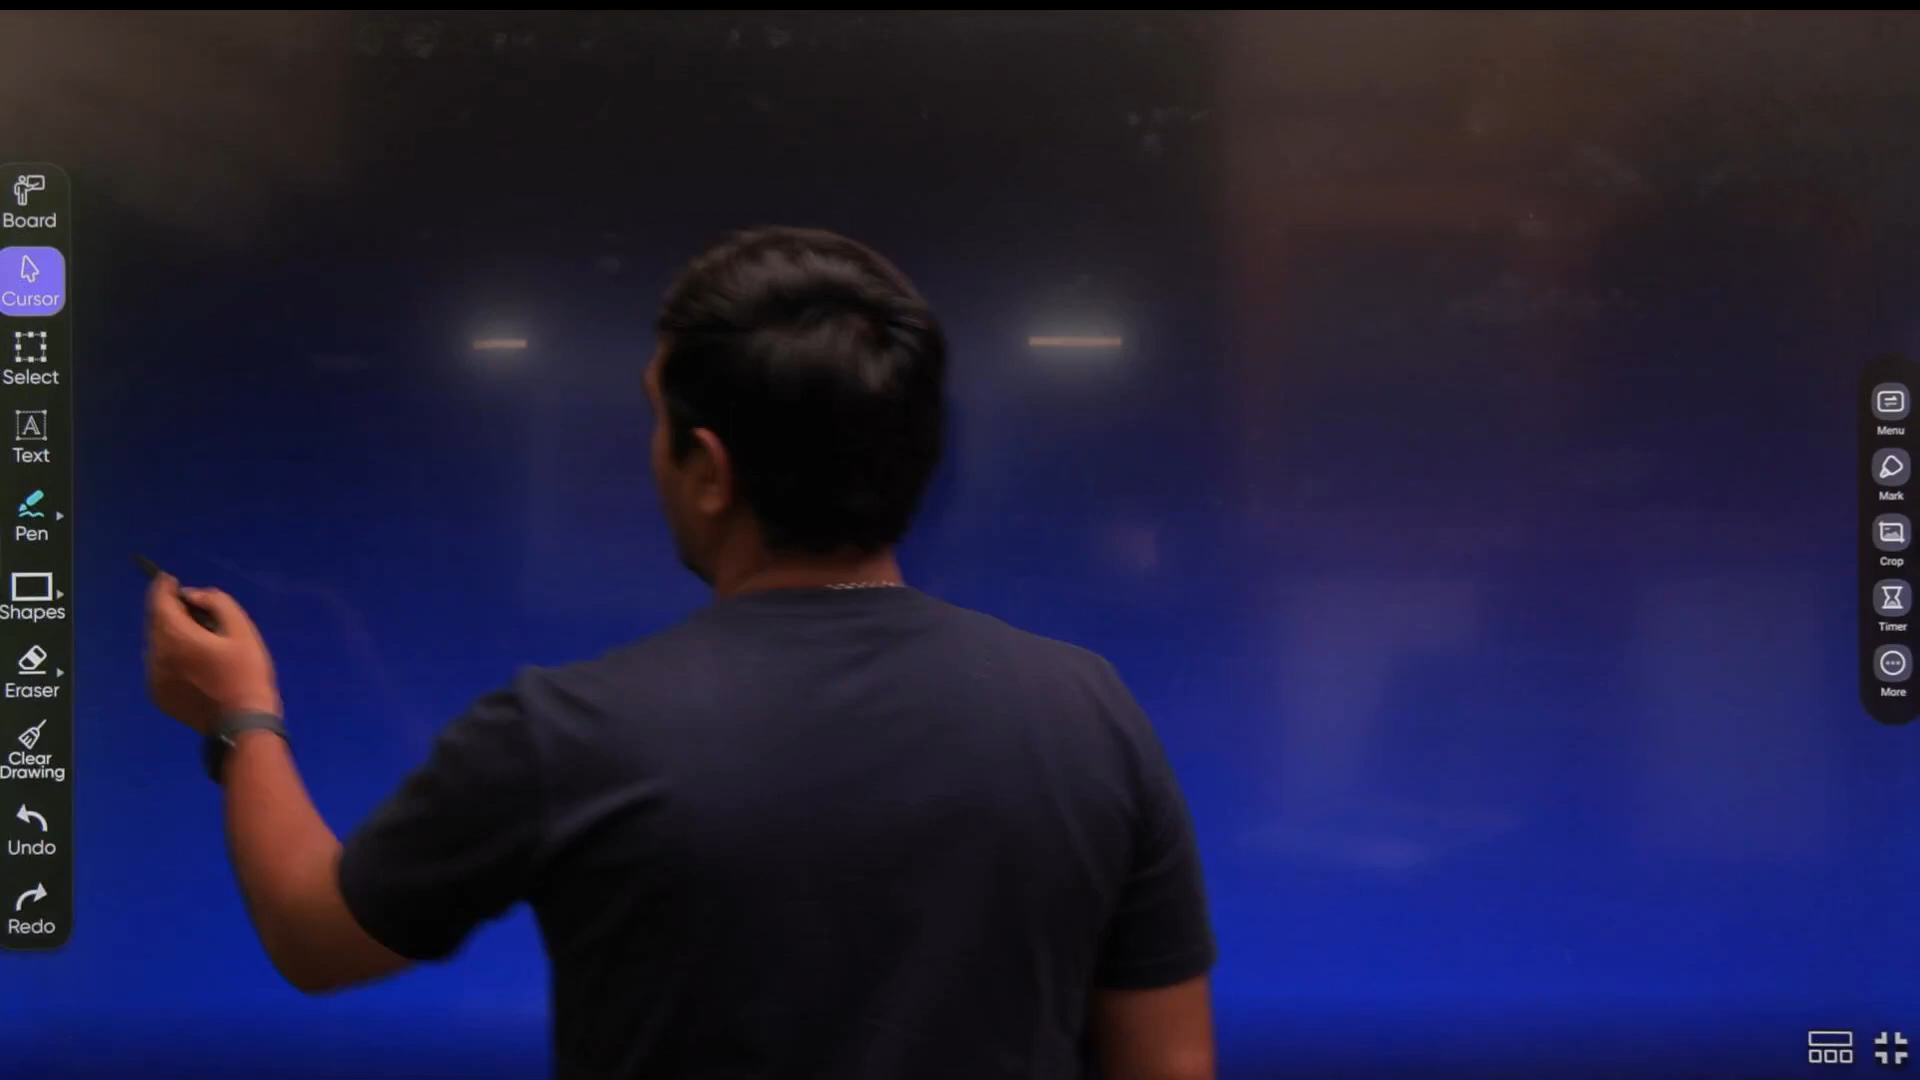 Board
Cursor
Select
Text
Pen
Shapes
Eraser
Clear
Drawing
Undo
Redo
Menu
Mark
Crop
Timer
More